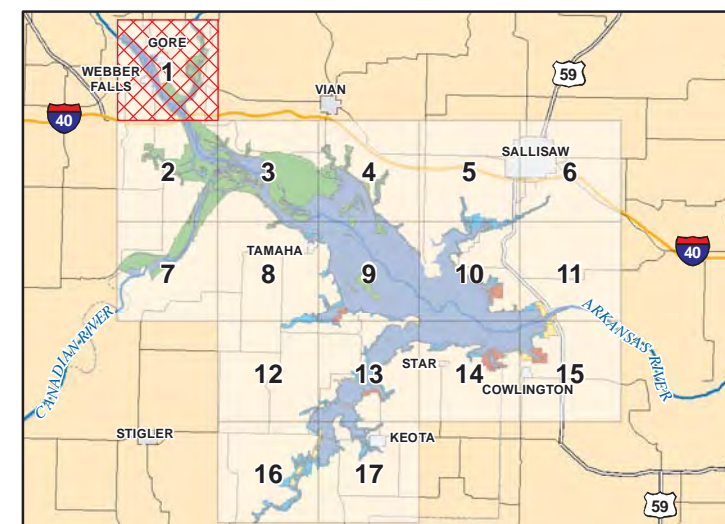 GORE
1
WEBBER
FALLS
VIAN
59
40
SALLISAW
2
3
4
5
6
TAMAHA
7
8
9
10
11
40
CANADIAN RIVER
ARKANSAS RIVER
STAR
12
13
14
15
COWLINGTON
STIGLER
KEOTA
16
17
59